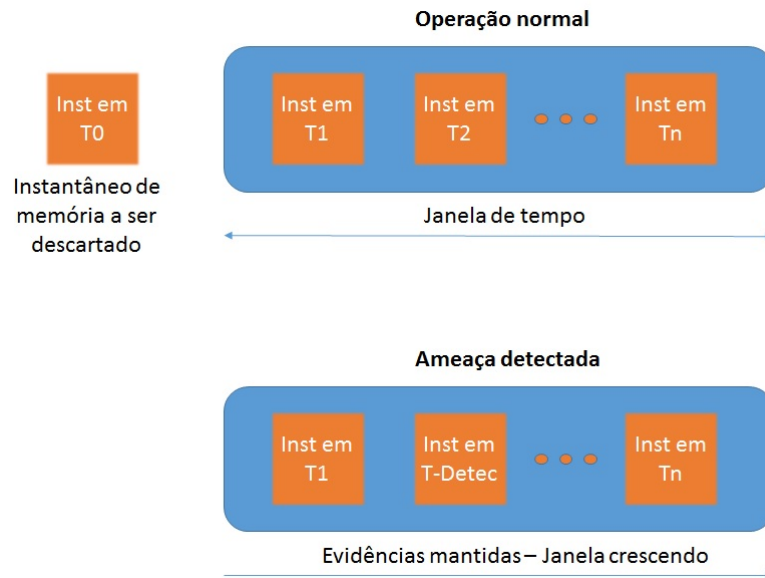 Operação normal
Inst em
T0
Inst em
T1
Inst em
T2
Inst em
Tn
Instantâneo de
memória a ser
descartado
Janela de tempo
Ameaça detectada
Inst em
T1
Inst em
T-Detec
Inst em
Tn
Evidências mantidas – Janela crescendo